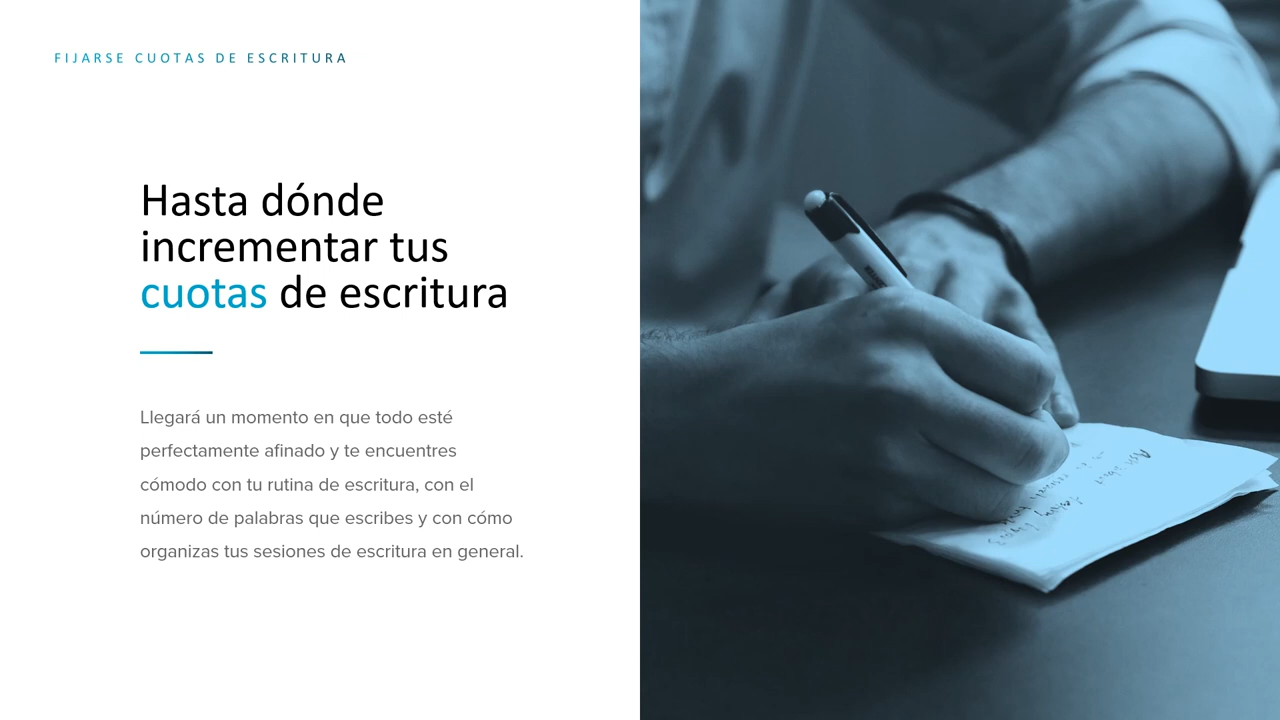 FIJARSE CUOTAS DE ESCRITURA
Hasta dónde
incrementar tus
cuotas de escritura
Llegará un momento en que todo esté
perfectamente afinado y te encuentres
cómodo con tu rutina de escritura, con el
número de palabras que escribes y con cómo
organizas tus sesiones de escritura en general.